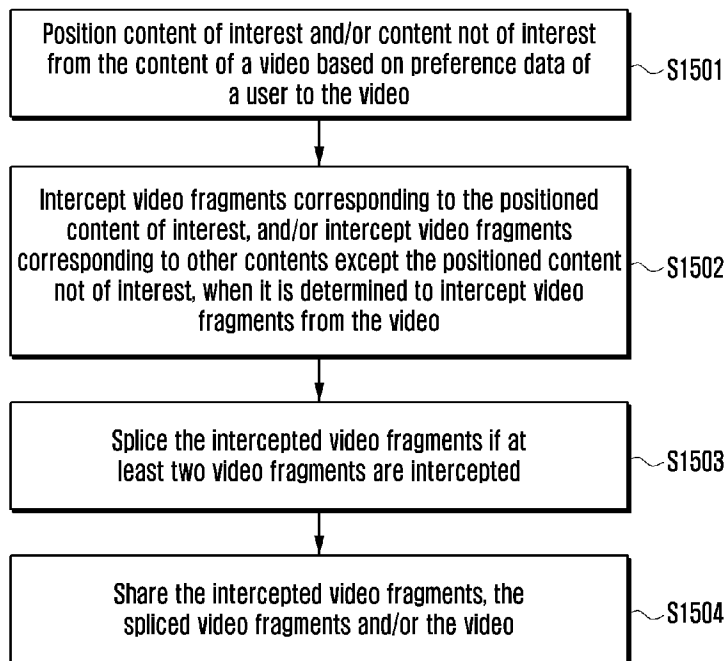 Position content of interest and/or content not of interest
from the content of a video based on preference data of
a user to the video
S1501
Intercept video fragments corresponding to the positioned
content of interest, and/or intercept video fragments
corresponding to other contents except the positioned content
not of interest, when it is determined to intercept video
fragments from the video
S1502
Splice the intercepted video fragments if at
least two video fragments are intercepted
S1503
Share the intercepted video fragments, the
spliced video fragments and/or the video
S1504